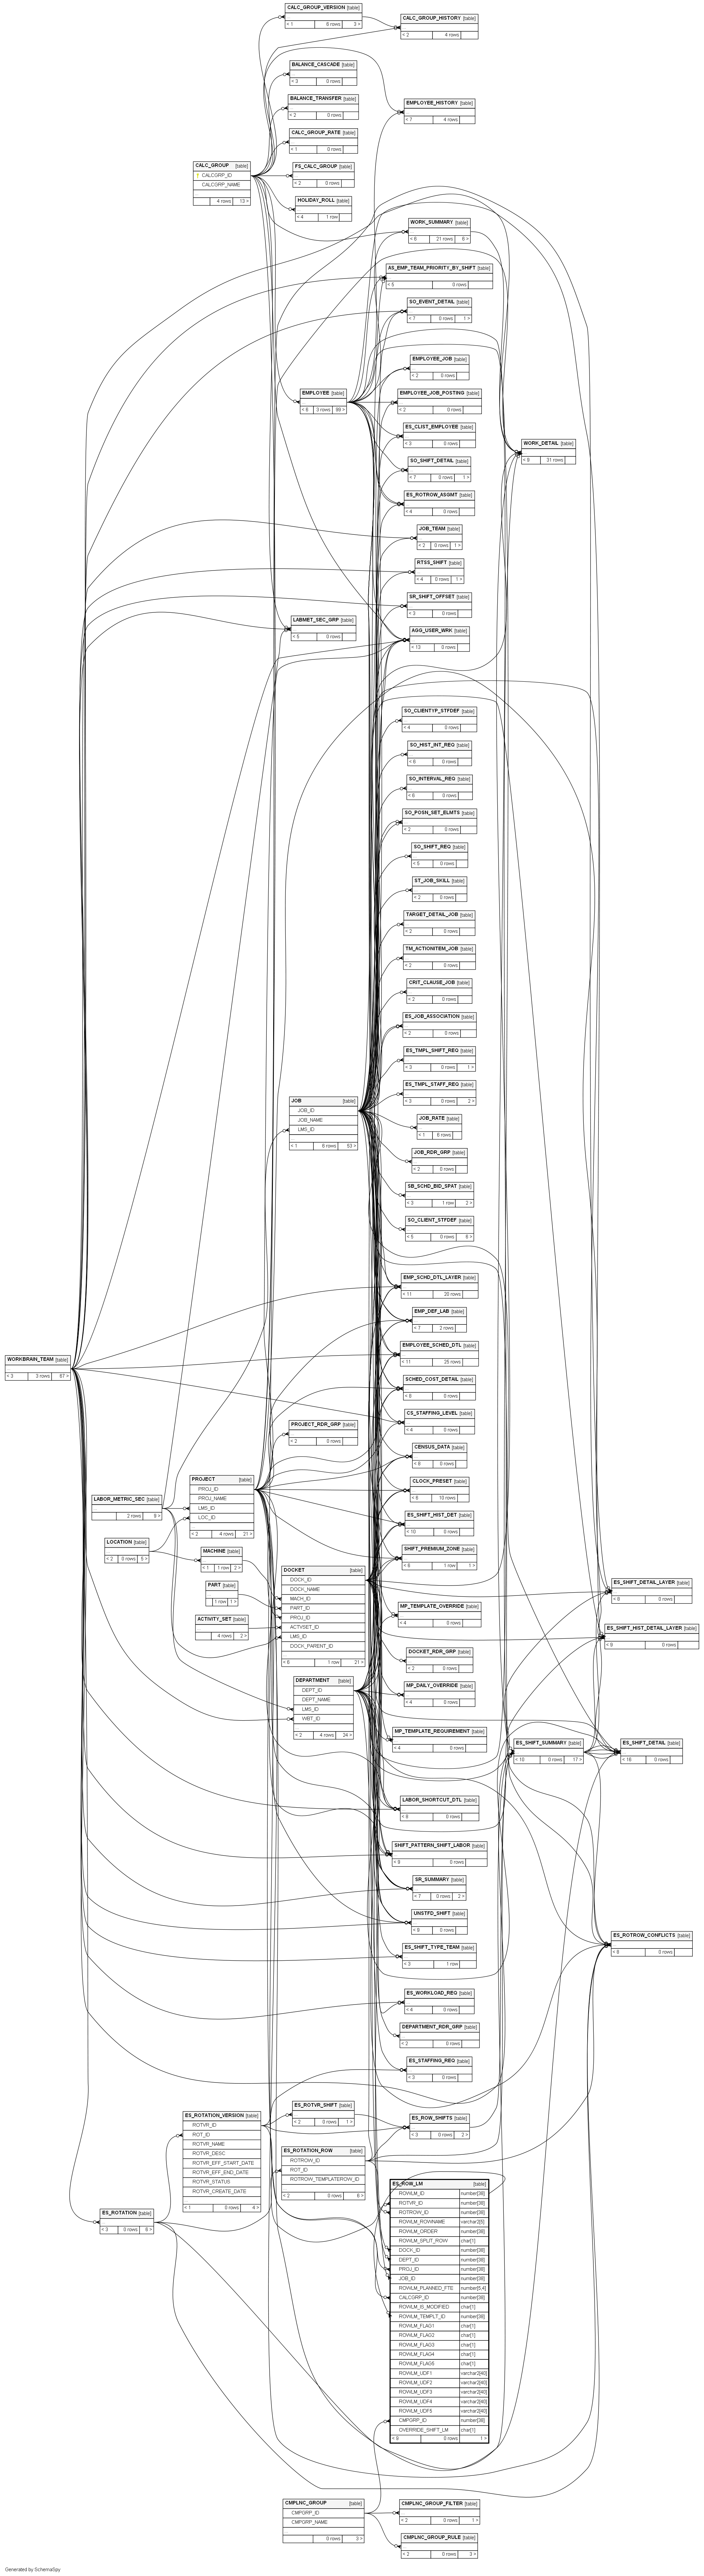 CALC_GROUP_VERSION [table]
< 1 6 rows 3 >
CALC_GROUP_HISTORY [table]
< 2 4 rows
BALANCE_CASCADE [table]
< 3 0 rows
BALANCE_TRANSFER [table]
< 2 0 rows
EMPLOYEE_HISTORY [table]
< 7 4 rows
CALC_GROUP_RATE [table]
< 1 0 rows
CALC_GROUP [table]
CALCGRP_ID
CALCGRP_NAME
4 rows 13 >
FS_CALC_GROUP [table]
< 2 0 rows
HOLIDAY_ROLL [table]
< 4 1 row
WORK_SUMMARY [table]
< 6 21 rows 6 >
AS_EMP_TEAM_PRIORITY_BY_SHIFT [table]
< 5 0 rows
SO_EVENT_DETAIL [table]
< 7 0 rows 1 >
EMPLOYEE_JOB [table]
< 2 0 rows
EMPLOYEE [table]
< 6 3 rows 89 >
EMPLOYEE_JOB_POSTING [table]
< 2 0 rows
ES_CLIST_EMPLOYEE [table]
< 3 0 rows
WORK_DETAIL [table]
31 rows
SO_SHIFT_DETAIL [table]
< 7 0 rows 1 >
ES_ROTROW_ASGMT [table]
< 4 0 rows
JOB_TEAM [table]
< 2 0 rows 1 >
RTSS_SHIFT [table]
< 4 0 rows 1 >
SR_SHIFT_OFFSET [table]
< 3 0 rows
LABMET_SEC_GRP [table]
< 5 0 rows
AGG_USER_WRK [table]
< 13 0 rows
SO_CLIENTYP_STFDEF [table]
< 4 0 rows
SO_HIST_INT_REQ [table]
< 6 0 rows
SO_INTERVAL_REQ [table]
< 6 0 rows
SO_POSN_SET_ELMTS [table]
< 2 0 rows
SO_SHIFT_REQ [table]
< 5 0 rows
ST_JOB_SKILL [table]
< 2 0 rows
TARGET_DETAIL_JOB [table]
< 2 0 rows
TM_ACTIONITEM_JOB [table]
< 2 0 rows
CRIT_CLAUSE_JOB [table]
< 2 0 rows
ES_JOB_ASSOCIATION [table]
< 2 0 rows
ES_TMPL_SHIFT_REQ [table]
< 3 0 rows 1 >
ES_TMPL_STAFF_REQ [table]
< 3 0 rows 2 >
JOB [table]
JOB_ID
JOB_NAME
LMS_ID
< 1 6 rows 53 >
JOB_RATE [table]
< 1 6 rows
JOB_RDR_GRP [table]
< 2 0 rows
SB_SCHD_BID_SPAT [table]
< 3 1 row 2 >
SO_CLIENT_STFDEF [table]
< 5 0 rows 6 >
EMP_SCHD_DTL_LAYER [table]
< 11 20 rows
EMP_DEF_LAB [table]
< 7 2 rows
EMPLOYEE_SCHED_DTL [table]
< 11 25 rows
WORKBRAIN_TEAM [table]
< 3 3 rows 67 >
SCHED_COST_DETAIL [table]
0 rows
CS_STAFFING_LEVEL [table]
< 4 0 rows
PROJECT_RDR_GRP [table]
< 2 0 rows
CENSUS_DATA [table]
0 rows
PROJECT [table]
PROJ_ID
PROJ_NAME
LMS_ID
LOC_ID
< 2 4 rows 21 >
CLOCK_PRESET [table]
10 rows
LABOR_METRIC_SEC [table]
2 rows
ES_SHIFT_HIST_DET [table]
< 10 0 rows
LOCATION [table]
< 2 0 rows 5 >
MACHINE [table]
< 1 1 row 2 >
SHIFT_PREMIUM_ZONE [table]
1 row 1 >
DOCKET [table]
DOCK_ID
DOCK_NAME
MACH_ID
PART_ID
PROJ_ID
ACTVSET_ID
LMS_ID
DOCK_PARENT_ID
< 6 1 row 21 >
PART [table]
1 row 1 >
ACTIVITY_SET [table]
4 rows 2 >
ES_SHIFT_DETAIL_LAYER [table]
0 rows
MP_TEMPLATE_OVERRIDE [table]
< 4 0 rows
ES_SHIFT_HIST_DETAIL_LAYER [table]
< 9 0 rows
DOCKET_RDR_GRP [table]
< 2 0 rows
DEPARTMENT [table]
DEPT_ID
DEPT_NAME
LMS_ID
WBT_ID
< 2 4 rows 24 >
MP_DAILY_OVERRIDE [table]
< 4 0 rows
MP_TEMPLATE_REQUIREMENT [table]
< 4 0 rows
ES_SHIFT_SUMMARY [table]
< 10 0 rows 17 >
ES_SHIFT_DETAIL [table]
< 16 0 rows
LABOR_SHORTCUT_DTL [table]
0 rows
SHIFT_PATTERN_SHIFT_LABOR [table]
< 9 0 rows
SR_SUMMARY [table]
< 7 0 rows 2 >
UNSTFD_SHIFT [table]
0 rows
ES_ROTROW_CONFLICTS [table]
0 rows
ES_SHIFT_TYPE_TEAM [table]
< 3 1 row
ES_WORKLOAD_REQ [table]
< 4 0 rows
DEPARTMENT_RDR_GRP [table]
< 2 0 rows
ES_STAFFING_REQ [table]
< 3 0 rows
ES_ROTVR_SHIFT [table]
< 2 0 rows 1 >
ES_ROTATION_VERSION [table]
ROTVR_ID
ROT_ID
ROTVR_NAME
ROTVR_DESC
ROTVR_EFF_START_DATE
ROTVR_EFF_END_DATE
ROTVR_STATUS
ROTVR_CREATE_DATE
< 1 0 rows 4 >
ES_ROW_SHIFTS [table]
< 3 0 rows 2 >
ES_ROTATION_ROW [table]
ROTROW_ID
ROT_ID
ROTROW_TEMPLATEROW_ID
< 2 0 rows 6 >
ES_ROTATION [table]
< 3 0 rows 6 >
ES_ROW_LM [table]
ROWLM_ID number[38]
ROTVR_ID number[38]
ROTROW_ID number[38]
ROWLM_ROWNAME varchar2[5]
ROWLM_ORDER number[38]
ROWLM_SPLIT_ROW char[1]
DOCK_ID number[38]
DEPT_ID number[38]
PROJ_ID number[38]
JOB_ID number[38]
ROWLM_PLANNED_FTE number[5,4]
CALCGRP_ID number[38]
ROWLM_IS_MODIFIED char[1]
ROWLM_TEMPLT_ID number[38]
ROWLM_FLAG1 char[1]
ROWLM_FLAG2 char[1]
ROWLM_FLAG3 char[1]
ROWLM_FLAG4 char[1]
ROWLM_FLAG5 char[1]
ROWLM_UDF1 varchar2[40]
ROWLM_UDF2 varchar2[40]
ROWLM_UDF3 varchar2[40]
ROWLM_UDF4 varchar2[40]
ROWLM_UDF5 varchar2[40]
CMPGRP_ID number[38]
OVERRIDE_SHIFT_LM char[1]
0 rows 1 >
CMPLNC_GROUP [table]
CMPGRP_ID
CMPGRP_NAME
0 rows 3 >
CMPLNC_GROUP_FILTER [table]
< 2 0 rows 1 >
CMPLNC_GROUP_RULE [table]
< 2 0 rows 3 >
Generated by SchemaSpy